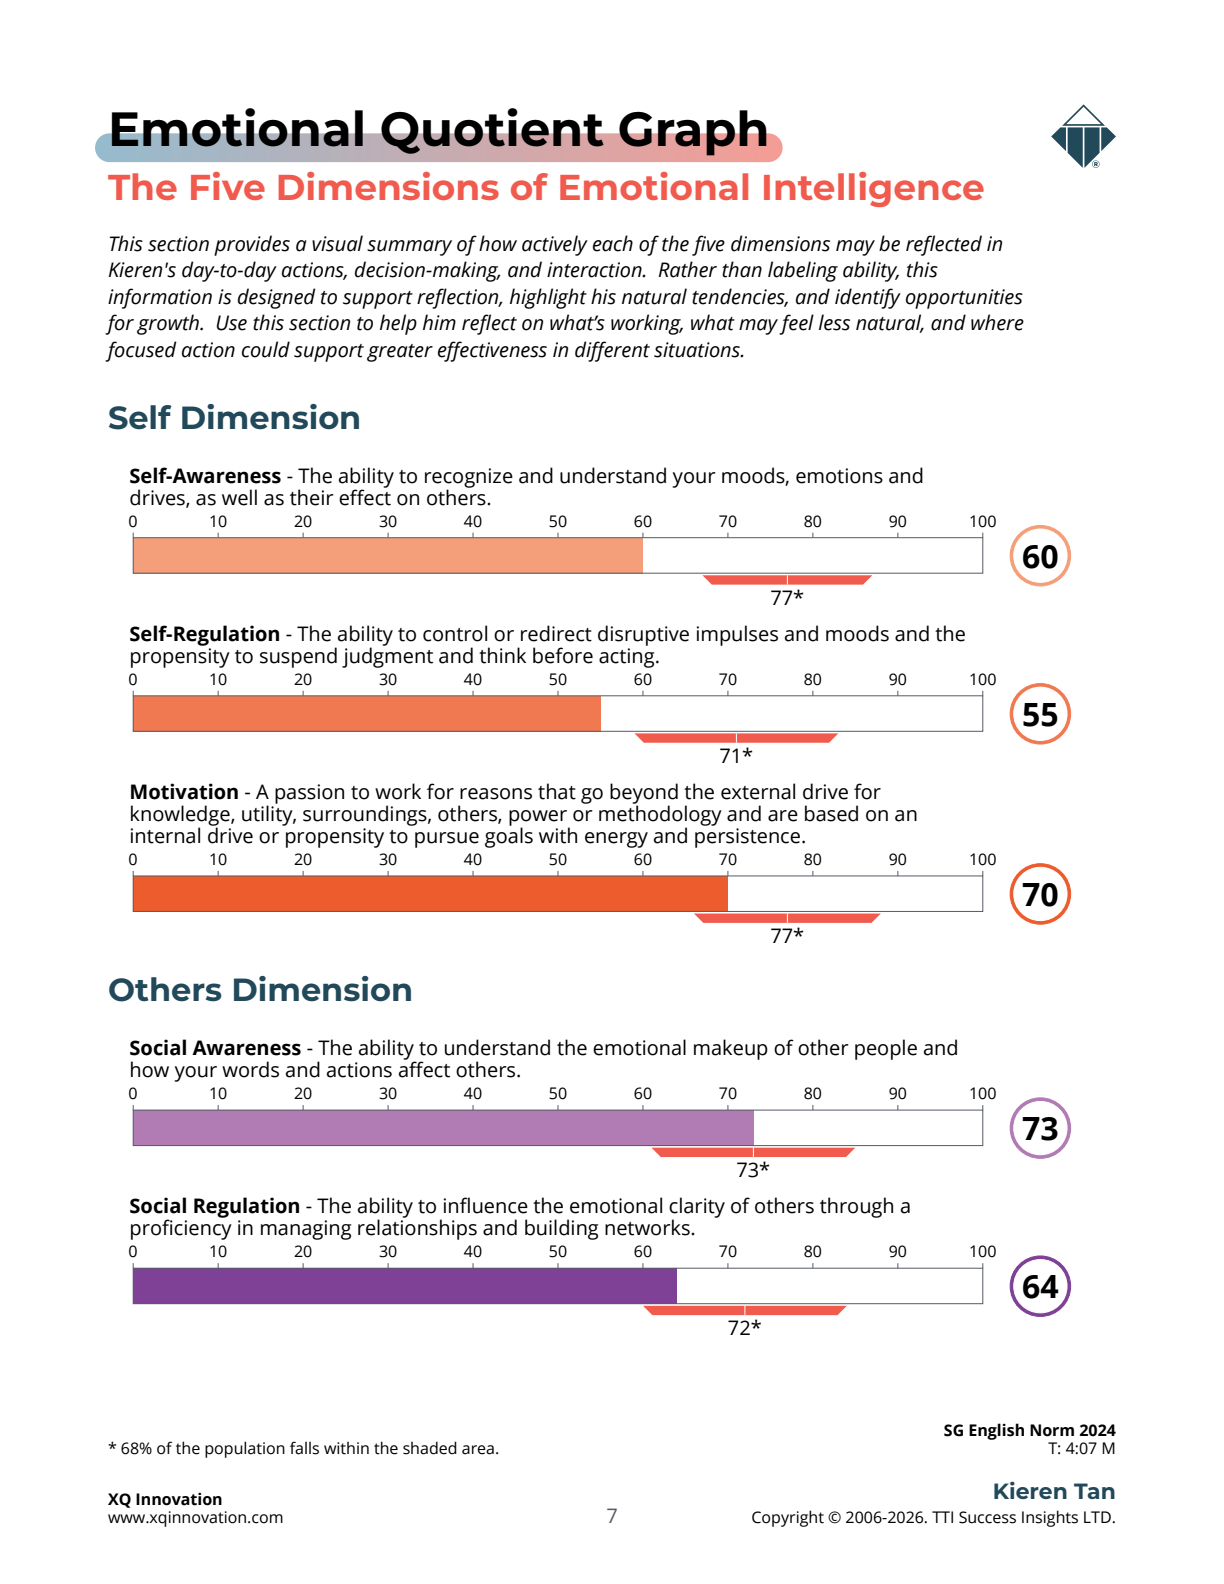 Emotional Quotient Graph
The Five Dimensions of Emotional Intelligence
®
This section provides a visual summary of how actively each of the five dimensions may be reflected in
Kieren's day-to-day actions, decision-making, and interaction.  Rather than labeling ability, this
information is designed to support reflection, highlight his natural tendencies, and identify opportunities
for growth.  Use this section to help him reflect on what’s working, what may feel less natural, and where
focused action could support greater effectiveness in different situations.
Self Dimension
Self-Awareness - The ability to recognize and understand your moods, emotions and
drives, as well as their effect on others.
0 10 20 30 40 50 60 70 80 90 100
60
77*
Self-Regulation - The ability to control or redirect disruptive impulses and moods and the
propensity to suspend judgment and think before acting.
0 10 20 30 40 50 60 70 80 90 100
55
71*
Motivation - A passion to work for reasons that go beyond the external drive for
knowledge, utility, surroundings, others, power or methodology and are based on an
internal drive or propensity to pursue goals with energy and persistence.
0 10 20 30 40 50 60 70 80 90 100
70
77*
Others Dimension
Social Awareness - The ability to understand the emotional makeup of other people and
how your words and actions affect others.
0 10 20 30 40 50 60 70 80 90 100
73
73*
Social Regulation - The ability to influence the emotional clarity of others through a
proficiency in managing relationships and building networks.
0 10 20 30 40 50 60 70 80 90 100
64
72*
SG English Norm 2024
* 68% of the population falls within the shaded area.
T: 4:07 M
Kieren Tan
XQ Innovation
www.xqinnovation.com
7
Copyright © 2006-2026. TTI Success Insights LTD.